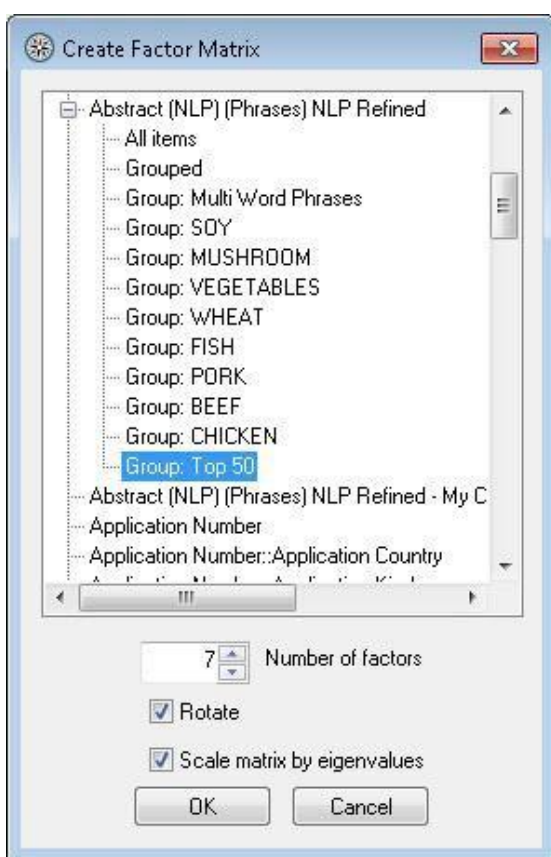 Create Factor Matrix
Abstract (NLP) (Phrases) NLP Refined
All items
Grouped
Group: Multi Word Phrases
Group: SOY
Group: MUSHROOM
Group: VEGETABLES
Group: WHEAT
Group: FISH
Group: PORK
Group: BEEF
Group: CHICKEN
Group: Top 50
Abstract (NLP) (Phrases) NLP Refined - My C
Application Number
Application Number::Application Country
7 Number of factors
Rotate
Scale matrix by eigenvalues
OK Cancel